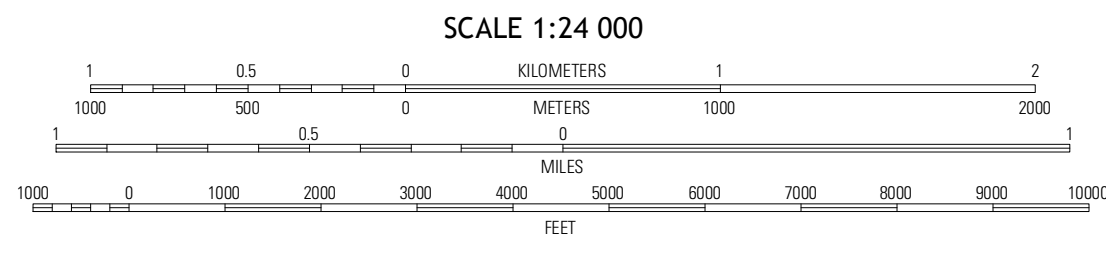 SCALE 1:24 000
1 0.5 0 KILOMETERS 1 2
1000 500 0 METERS 1000 2000
1 0.5 0 1
MILES
1000 0 1000 2000 3000 4000 5000 6000 7000 8000 9000 10000
FEET